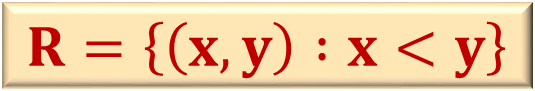 R = {(x, y) : x < y}